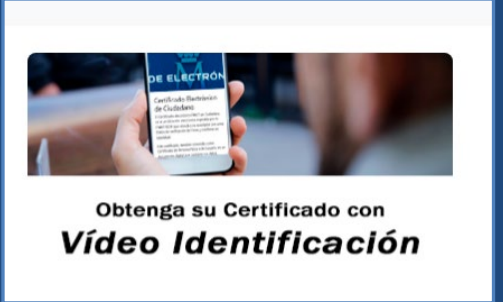 DE ELECTRÓN
Certificado Electrónico
de Ciudadano
Obtenga su Certificado con
Vídeo Identificación